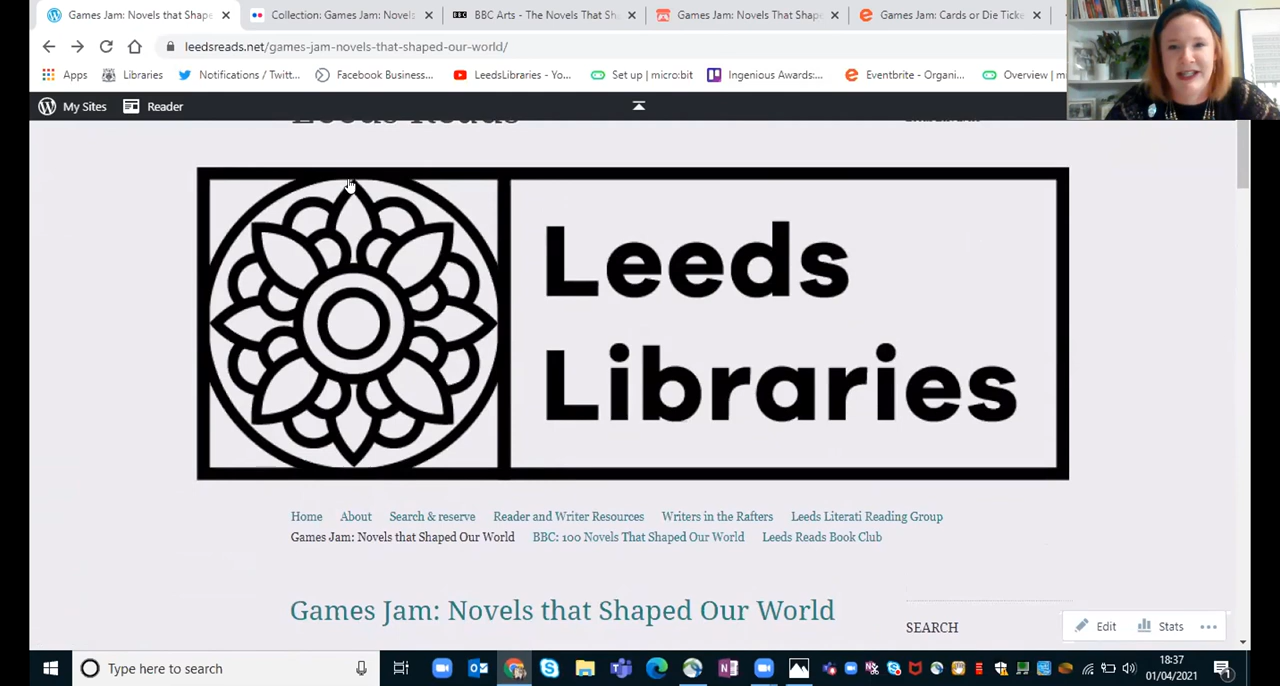 Games Jam: Novels that Shape
Collection: Games Jam: Novels
BBC Arts - The Novels That Sh
Games Jam: Novels That Shape
Games Jam: Cards or Die Ticke
leedsreads.net/games-jam-novels-that-shaped-our-world/
Apps
Libraries
Notifications / Twitt...
Facebook Business...
LeedsLibraries - Yo...
Set up | micro:bit
Ingenious Awards:...
Eventbrite - Organi...
Overview | m
My Sites
Reader
Leeds Reads
Leeds
Libraries
Home About Search & reserve Reader and Writer Resources Writers in the Rafters Leeds Literati Reading Group
Games Jam: Novels that Shaped Our World BBC: 100 Novels That Shaped Our World Leeds Reads Book Club
Games Jam: Novels that Shaped Our World
SEARCH
Edit
Stats
Type here to search
18:37
01/04/2021